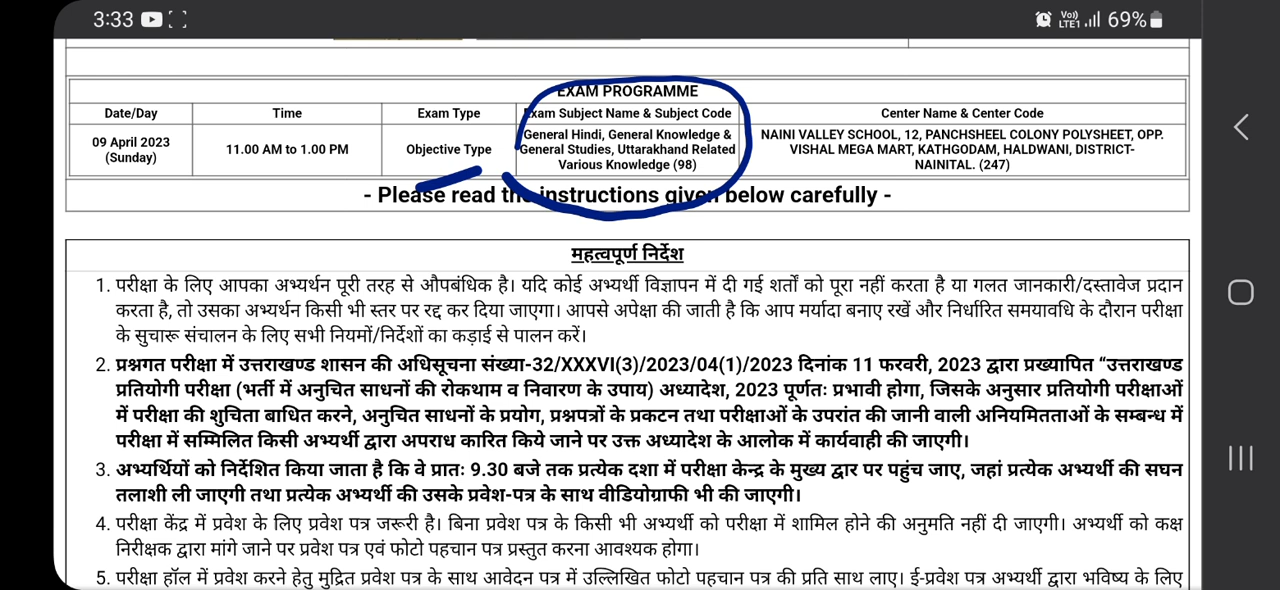 3:33
Vo)) LTE1 69%
EXAM PROGRAMME
Date/Day Time Exam Type Exam Subject Name & Subject Code Center Name & Center Code
09 April 2023 (Sunday)
11.00 AM to 1.00 PM
Objective Type
General Hindi, General Knowledge &
General Studies, Uttarakhand Related
Various Knowledge (98)
NAINI VALLEY SCHOOL, 12, PANCHSHEEL COLONY POLYSHEET, OPP.
VISHAL MEGA MART, KATHGODAM, HALDWANI, DISTRICT-
NAINITAL. (247)
- Please read the instructions given below carefully -
महत्वपूर्ण निर्देश
1. परीक्षा के लिए आपका अभ्यर्थन पूरी तरह से औपबंधिक है। यदि कोई अभ्यर्थी विज्ञापन में दी गई शर्तों को पूरा नहीं करता है या गलत जानकारी/दस्तावेज प्रदान
करता है, तो उसका अभ्यर्थन किसी भी स्तर पर रद्द कर दिया जाएगा। आपसे अपेक्षा की जाती है कि आप मर्यादा बनाए रखें और निर्धारित समयावधि के दौरान परीक्षा
के सुचारू संचालन के लिए सभी नियमों/निर्देशों का कड़ाई से पालन करें।
2. प्रश्नगत परीक्षा में उत्तराखण्ड शासन की अधिसूचना संख्या-32/XXXVI(3)/2023/04(1)/2023 दिनांक 11 फरवरी, 2023 द्वारा प्रख्यापित “उत्तराखण्ड
प्रतियोगी परीक्षा (भर्ती में अनुचित साधनों की रोकथाम व निवारण के उपाय) अध्यादेश, 2023 पूर्णतः प्रभावी होगा, जिसके अनुसार प्रतियोगी परीक्षाओं
में परीक्षा की शुचिता बाधित करने, अनुचित साधनों के प्रयोग, प्रश्नपत्रों के प्रकटन तथा परीक्षाओं के उपरांत की जानी वाली अनियमितताओं के सम्बन्ध में
परीक्षा में सम्मिलित किसी अभ्यर्थी द्वारा अपराध कारित किये जाने पर उक्त अध्यादेश के आलोक में कार्यवाही की जाएगी।
3. अभ्यर्थियों को निर्देशित किया जाता है कि वे प्रातः 9.30 बजे तक प्रत्येक दशा में परीक्षा केन्द्र के मुख्य द्वार पर पहुंच जाए, जहां प्रत्येक अभ्यर्थी की सघन
तलाशी ली जाएगी तथा प्रत्येक अभ्यर्थी की उसके प्रवेश-पत्र के साथ वीडियोग्राफी भी की जाएगी।
4. परीक्षा केंद्र में प्रवेश के लिए प्रवेश पत्र जरूरी है। बिना प्रवेश पत्र के किसी भी अभ्यर्थी को परीक्षा में शामिल होने की अनुमति नहीं दी जाएगी। अभ्यर्थी को कक्ष
निरीक्षक द्वारा मांगे जाने पर प्रवेश पत्र एवं फोटो पहचान पत्र प्रस्तुत करना आवश्यक होगा।
5. परीक्षा हॉल में प्रवेश करने हेतु मुद्रित प्रवेश पत्र के साथ आवेदन पत्र में उल्लिखित फोटो पहचान पत्र की प्रति साथ लाए। ई-प्रवेश पत्र अभ्यर्थी द्वारा भविष्य के लिए